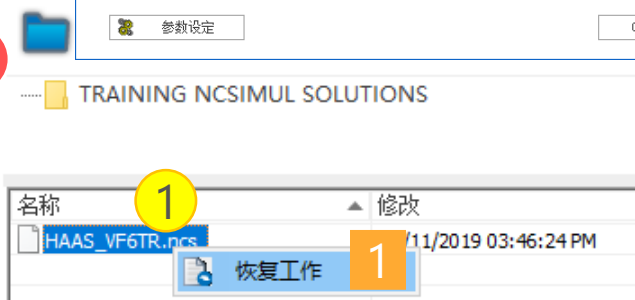 参数设定
TRAINING NCSIMUL SOLUTIONS
名称
修改
1
HAAS_VF6TR.ncs
/11/2019 03:46:24 PM
恢复工作
1